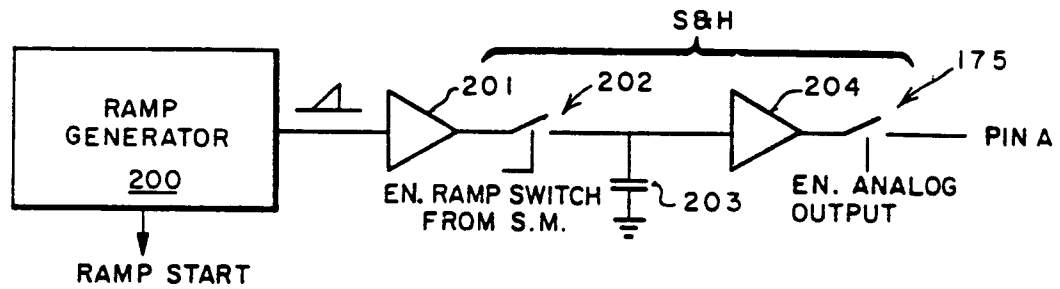 S&H
RAMP
GENERATOR
200
201
202
204
175
PIN A
EN. RAMP SWITCH
FROM S.M.
203
EN. ANALOG
OUTPUT
RAMP START